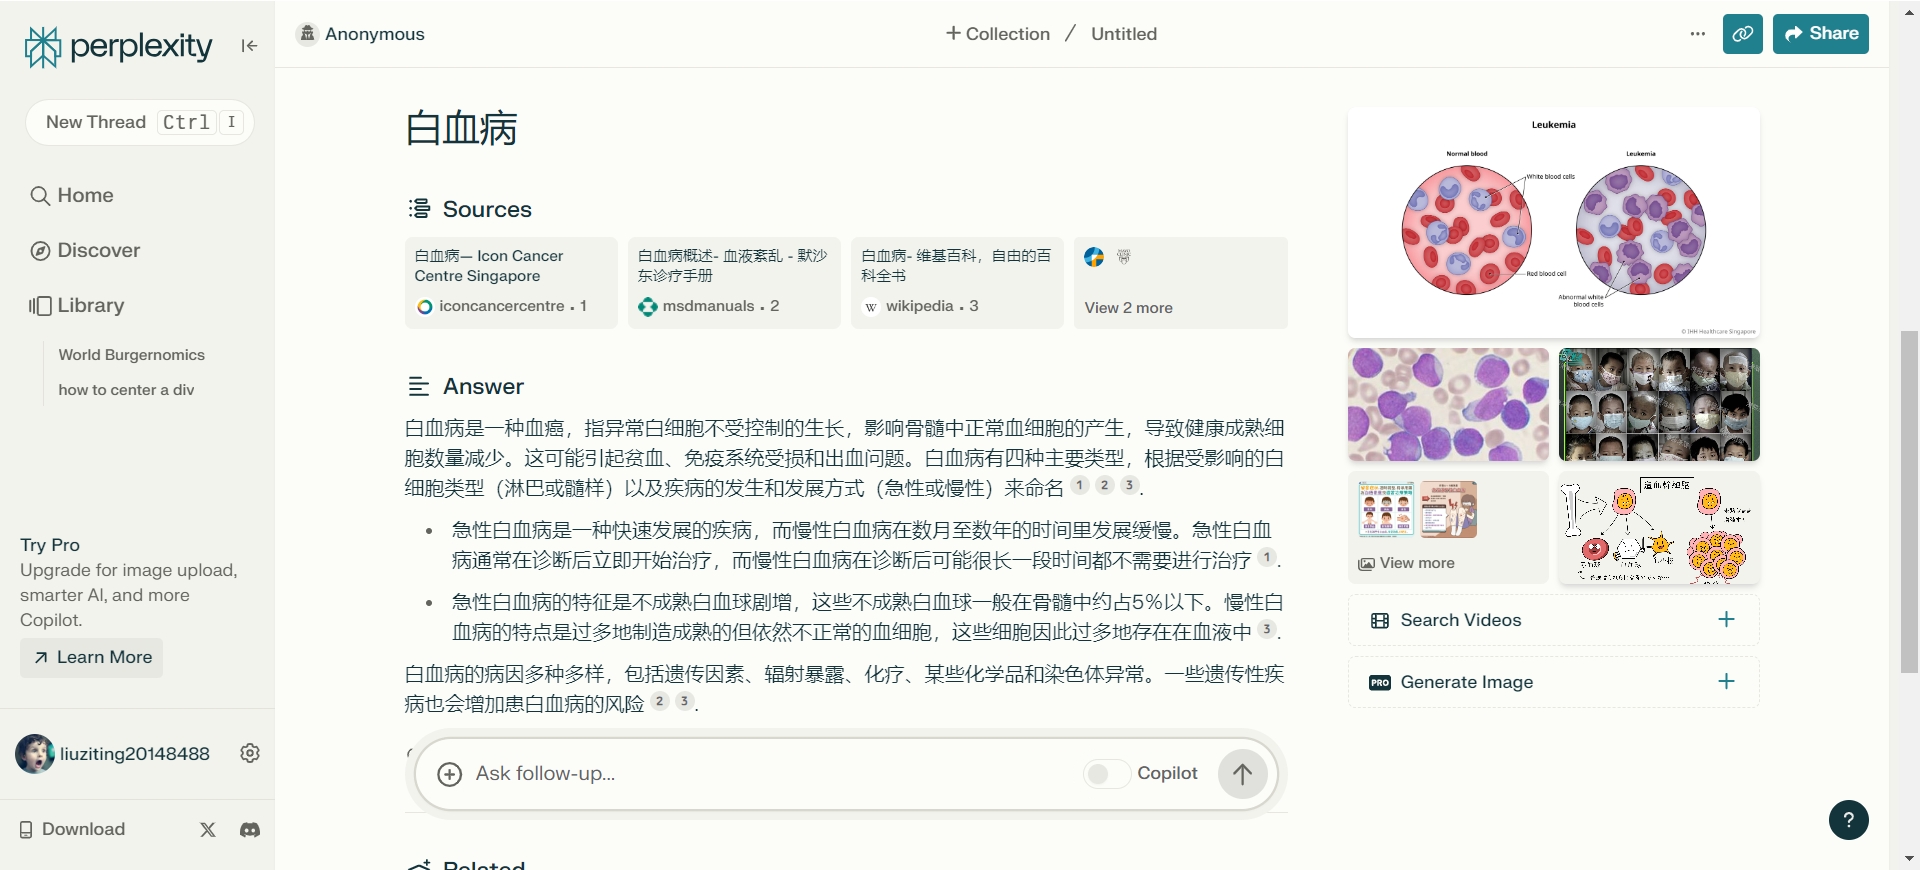 perplexity
New Thread Ctrl I
Home
Discover
Library
World Burgernomics
how to center a div
Try Pro
Upgrade for image upload,
smarter AI, and more
Copilot.
Learn More
liuziting20148488
Download
Anonymous
+ Collection / Untitled
Share
白血病
Sources
白血病— Icon Cancer
Centre Singapore
iconcancercentre · 1
白血病概述- 血液紊乱 - 默沙
东诊疗手册
msdmanuals · 2
白血病- 维基百科，自由的百
科全书
W wikipedia · 3
View 2 more
Answer
白血病是一种血癌，指异常白细胞不受控制的生长，影响骨髓中正常血细胞的产生，导致健康成熟细
胞数量减少。这可能引起贫血、免疫系统受损和出血问题。白血病有四种主要类型，根据受影响的白
细胞类型（淋巴或髓样）以及疾病的发生和发展方式（急性或慢性）来命名 1 2 3.
• 急性白血病是一种快速发展的疾病，而慢性白血病在数月至数年的时间里发展缓慢。急性白血
病通常在诊断后立即开始治疗，而慢性白血病在诊断后可能很长一段时间都不需要进行治疗 1.
• 急性白血病的特征是不成熟白血球剧增，这些不成熟白血球一般在骨髓中约占5%以下。慢性白
血病的特点是过多地制造成熟的但依然不正常的血细胞，这些细胞因此过多地存在在血液中 3.
白血病的病因多种多样，包括遗传因素、辐射暴露、化疗、某些化学品和染色体异常。一些遗传性疾
病也会增加患白血病的风险 2 3.
Ask follow-up...
Copilot
Related
Leukemia
Normal blood
Leukemia
White blood cells
Red blood cell
Abnormal white
blood cells
© IHH Healthcare Singapore
造血幹細胞
View more
Search Videos +
PRO Generate Image +
?